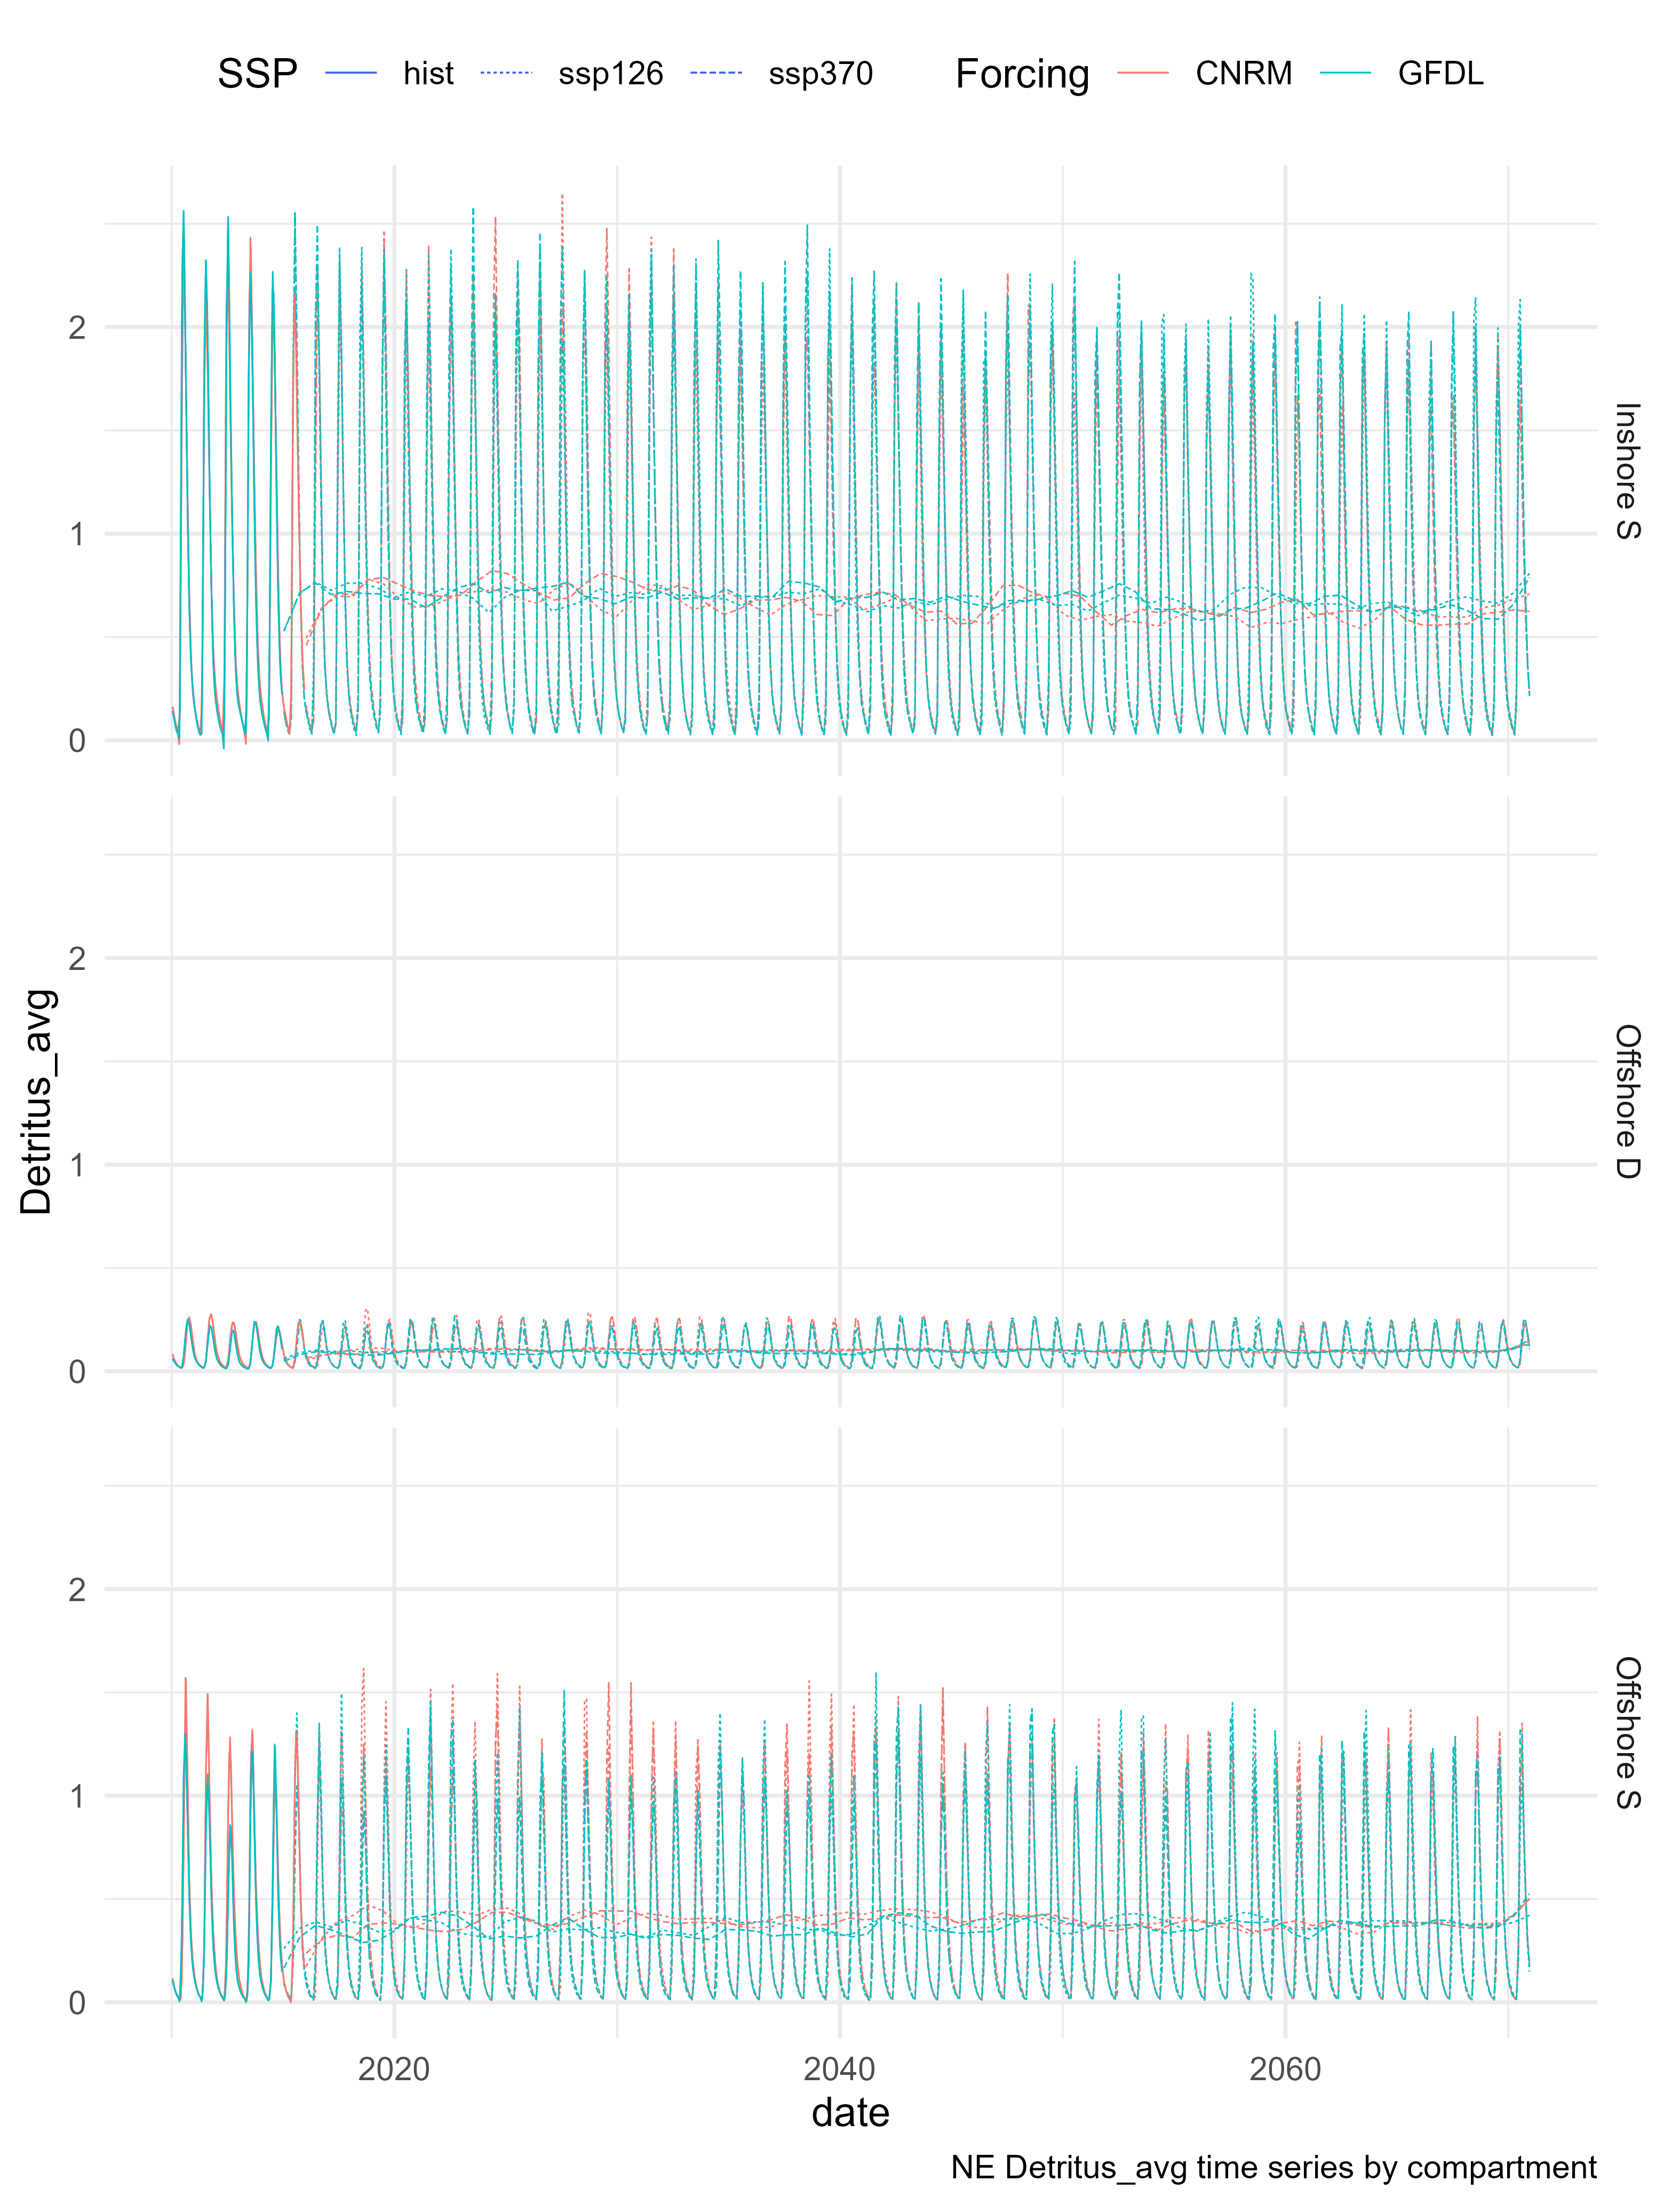 SSP hist ssp126 ssp370 Forcing CNRM GFDL
2
1
0
Inshore S
2
1
0
Offshore D
2
1
0
Offshore S
Detritus_avg
2020 2040 2060
date
NE Detritus_avg time series by compartment